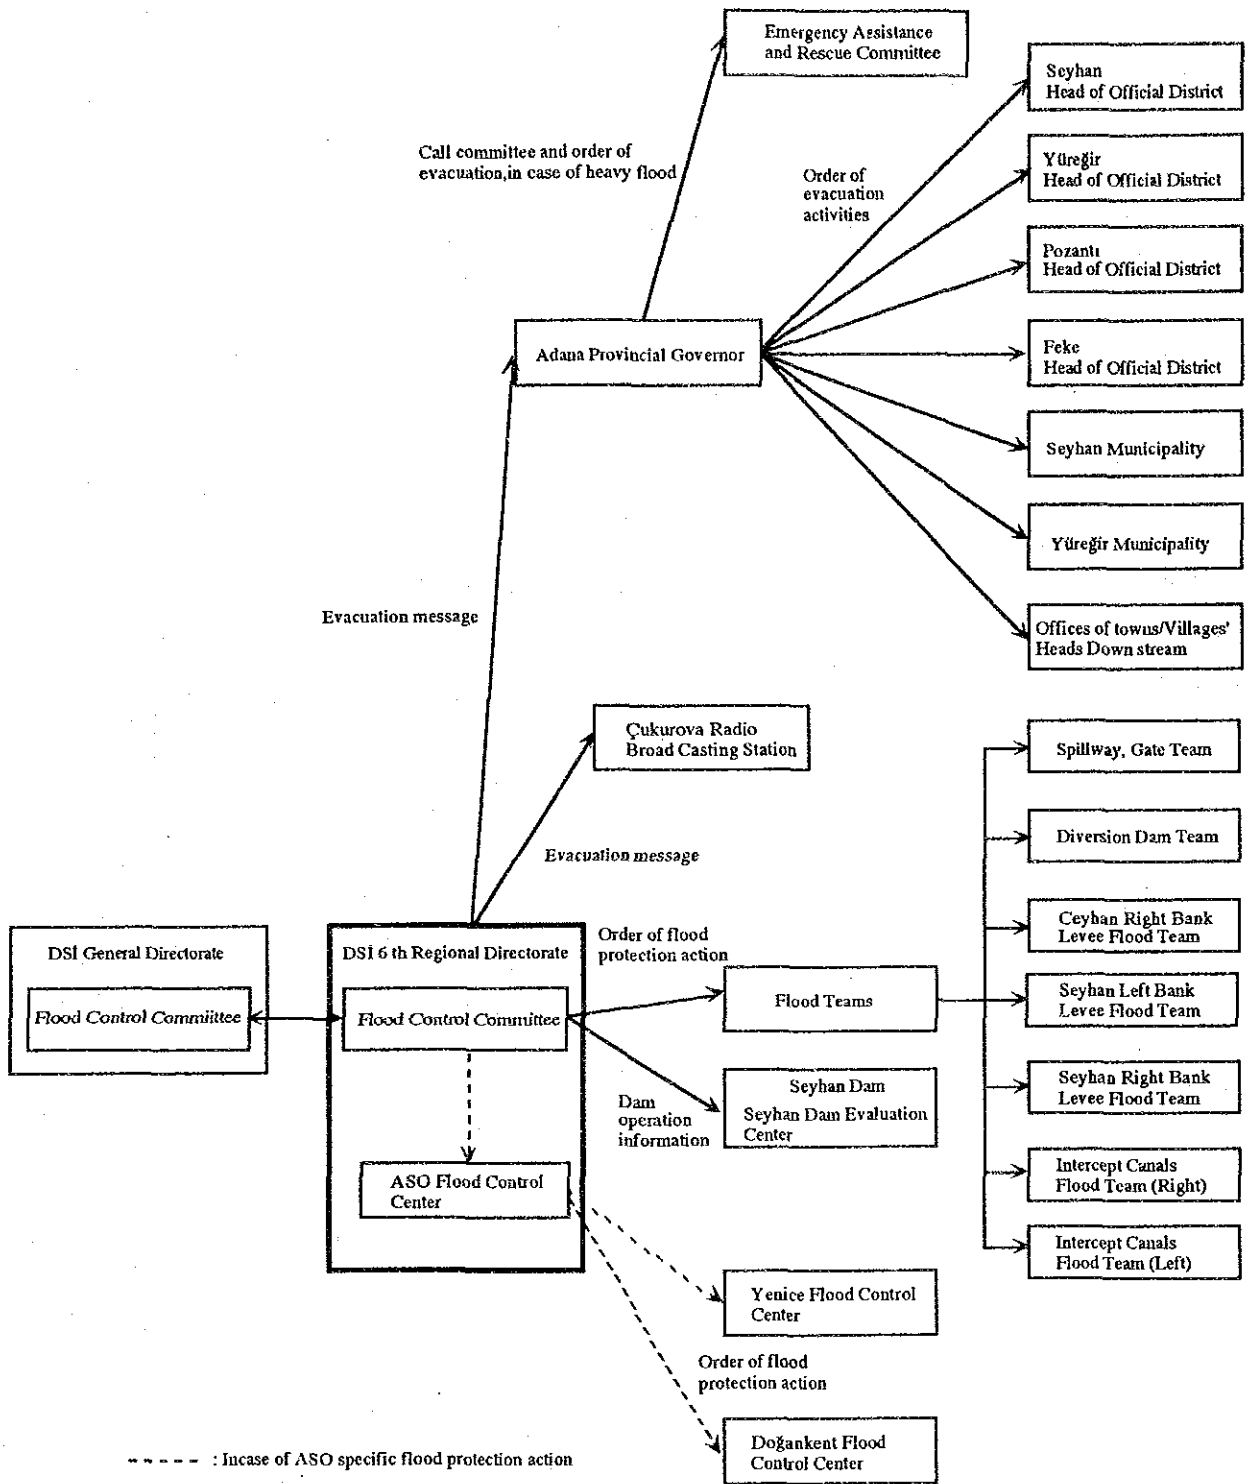 Emergency Assistance
and Rescue Committee
Seyhan
Head of Official District
Call committee and order of
evacuation,in case of heavy flood
Order of
evacuation
activities
Yüreğir
Head of Official District
Pozantı
Head of Official District
Adana Provincial Governor
Feke
Head of Official District
Seyhan Municipality
Yüreğir Municipality
Evacuation message
Offices of towns/Villages'
Heads Down stream
Çukurova Radio
Broad Casting Station
Spillway, Gate Team
Evacuation message
Diversion Dam Team
DSİ General Directorate
Flood Control Commiittee
DSİ 6 th Regional Directorate
Flood Control Committee
Order of flood
protection action
Flood Teams
Ceyhan Right Bank
Levee Flood Team
Seyhan Left Bank
Levee Flood Team
Dam
operation
information
Seyhan Dam
Seyhan Dam Evaluation
Center
Seyhan Right Bank
Levee Flood Team
ASO Flood Control
Center
Intercept Canals
Flood Team (Right)
Intercept Canals
Flood Team (Left)
Yenice Flood Control
Center
Order of flood
protection action
Doğankent Flood
Control Center
----- : Incase of ASO specific flood protection action